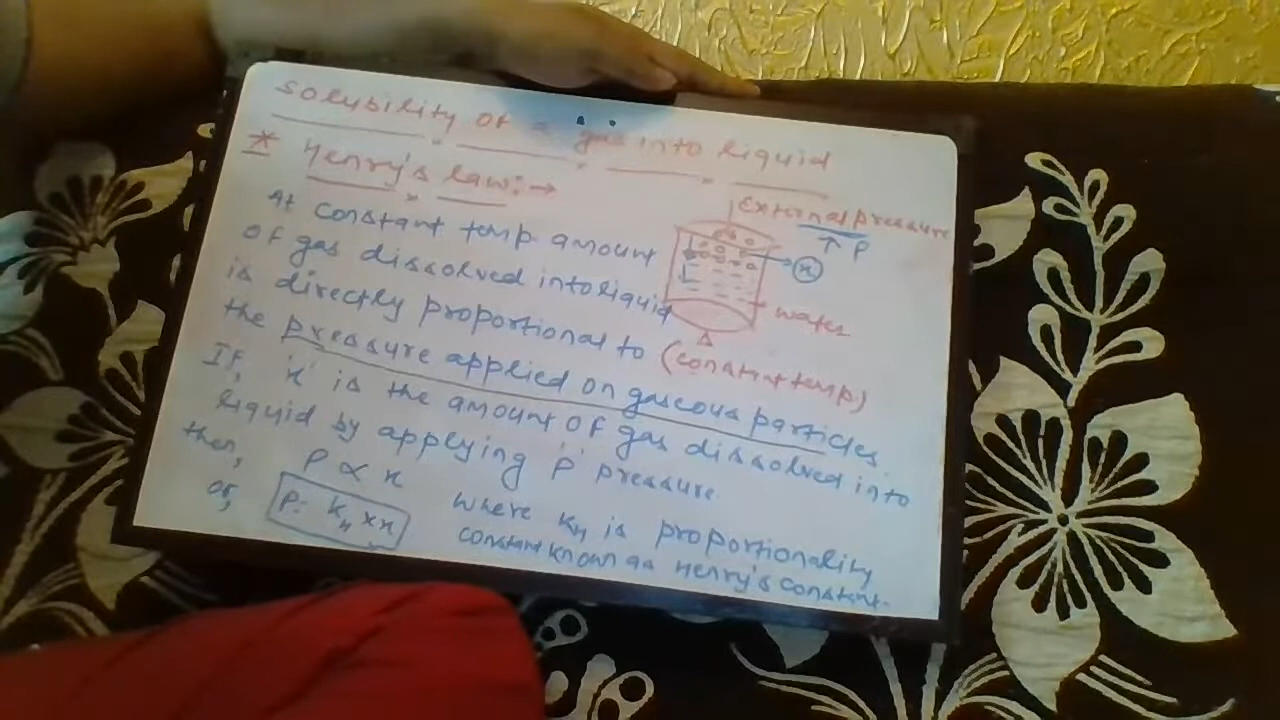 Solubility of a gas into liquid
* Henry's law:→
At constant temp. amount
of gas dissolved into liquid
is directly proportional to
the pressure applied on gaseous particles
If, 'x' is the amount of gas dissolved into
liquid by applying 'p' pressure.
then, P ∝ x
or, P = K_H × x
where K_H is proportionality
constant known as Henry's constant.
External pressure
↑ P
x
water
Δ
(constant temp)